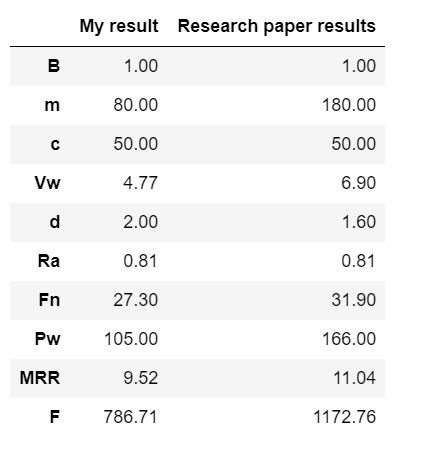 My result Research paper results
B 1.00 1.00
m 80.00 180.00
c 50.00 50.00
Vw 4.77 6.90
d 2.00 1.60
Ra 0.81 0.81
Fn 27.30 31.90
Pw 105.00 166.00
MRR 9.52 11.04
F 786.71 1172.76